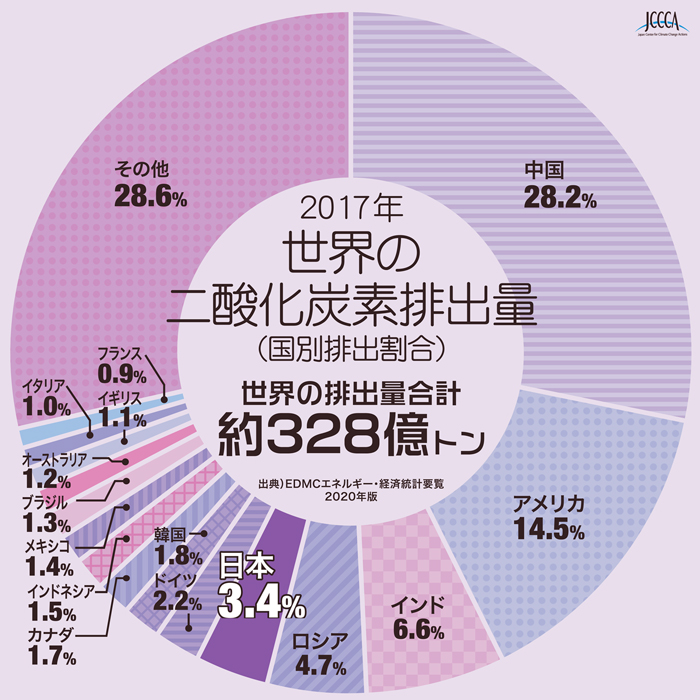 JCCCA
Japan Center for Climate Change Actions
2017年
世界の
二酸化炭素排出量
（国別排出割合）
世界の排出量合計
約328億トン
出典）EDMCエネルギー・経済統計要覧
2020年版
中国
28.2%
アメリカ
14.5%
インド
6.6%
ロシア
4.7%
日本
3.4%
ドイツ
2.2%
韓国
1.8%
カナダ
1.7%
インドネシア
1.5%
メキシコ
1.4%
ブラジル
1.3%
オーストラリア
1.2%
イギリス
1.1%
イタリア
1.0%
フランス
0.9%
その他
28.6%